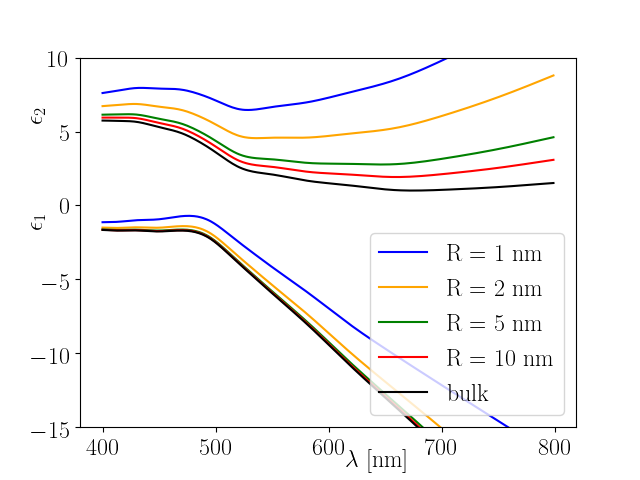 10
5
0
−5
−10
−15
ϵ2
ϵ1
R = 1 nm
R = 2 nm
R = 5 nm
R = 10 nm
bulk
400 500 600 700 800
λ [nm]